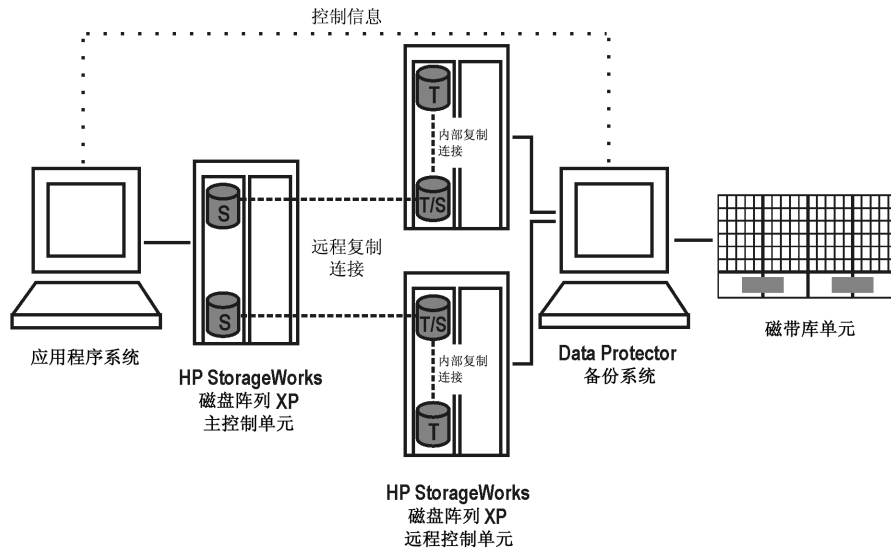 控制信息
T
内部复制
连接
T/S
S
远程复制
连接
S
T/S
内部复制
连接
T
应用程序系统
HP StorageWorks
磁盘阵列 XP
主控制单元
Data Protector
备份系统
磁带库单元
HP StorageWorks
磁盘阵列 XP
远程控制单元